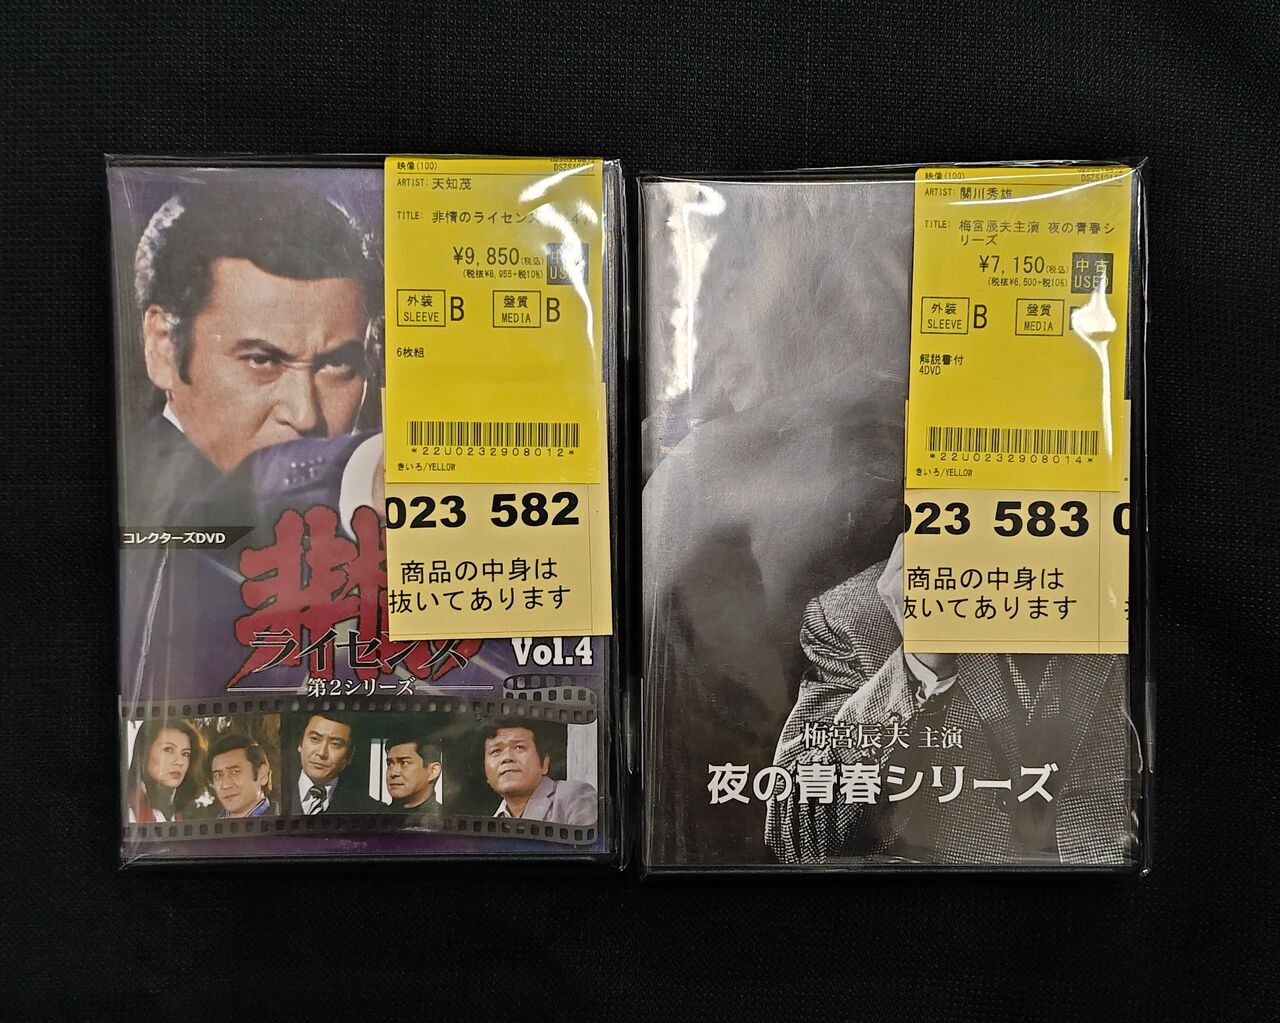 映像(100)
ARTIST: 天知茂
TITLE: 非情のライセンス
¥9,850(税込)
(税抜¥8,955+税10%)
外装
SLEEVE B
盤質
MEDIA B
6枚組
*22U0232908012*
きいろ/YELLOW
023 582
商品の中身は
抜いてあります
コレクターズDVD
非情
ライセンス
Vol.4
第2シリーズ
映像(100)
ARTIST: 関川秀雄
TITLE: 梅宮辰夫主演 夜の青春シ
リーズ
¥7,150(税込)
(税抜¥6,500+税10%)
中古
USED
外装
SLEEVE B
盤質
MEDIA
解説書付
4DVD
*22U0232908014*
きいろ/YELLOW
023 583
商品の中身は
抜いてあります
梅宮辰夫 主演
夜の青春シリーズ